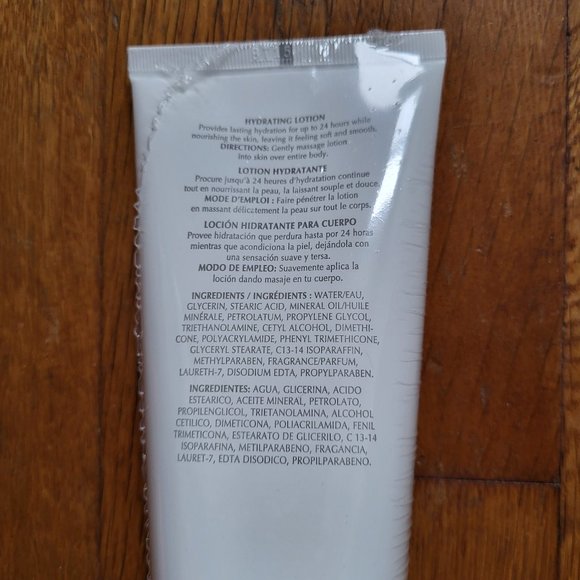 HYDRATING LOTION
Provides lasting hydration for up to 24 hours while
nourishing the skin, leaving it feeling soft and smooth.
DIRECTIONS: Gently massage lotion
into skin over entire body.
LOTION HYDRATANTE
Procure jusqu'à 24 heures d'hydratation continue
tout en nourrissant la peau, la laissant souple et douce.
MODE D'EMPLOI : Faire pénétrer la lotion
en massant délicatement la peau sur tout le corps.
LOCIÓN HIDRATANTE PARA CUERPO
Provee hidratación que perdura hasta por 24 horas
mientras que acondiciona la piel, dejándola con
una sensación suave y tersa.
MODO DE EMPLEO: Suavemente aplica la
loción dando masaje en tu cuerpo.
INGREDIENTS / INGRÉDIENTS : WATER/EAU,
GLYCERIN, STEARIC ACID, MINERAL OIL/HUILE
MINÉRALE, PETROLATUM, PROPYLENE GLYCOL,
TRIETHANOLAMINE, CETYL ALCOHOL, DIMETHI-
CONE, POLYACRYLAMIDE, PHENYL TRIMETHICONE,
GLYCERYL STEARATE, C13-14 ISOPARAFFIN,
METHYLPARABEN, FRAGRANCE/PARFUM,
LAURETH-7, DISODIUM EDTA, PROPYLPARABEN.
INGREDIENTES: AGUA, GLICERINA, ACIDO
ESTEARICO, ACEITE MINERAL, PETROLATO,
PROPILENGLICOL, TRIETANOLAMINA, ALCOHOL
CETILICO, DIMETICONA, POLIACRILAMIDA, FENIL
TRIMETICONA, ESTEARATO DE GLICERILO, C 13-14
ISOPARAFINA, METILPARABENO, FRAGANCIA,
LAURET-7, EDTA DISODICO, PROPILPARABENO.